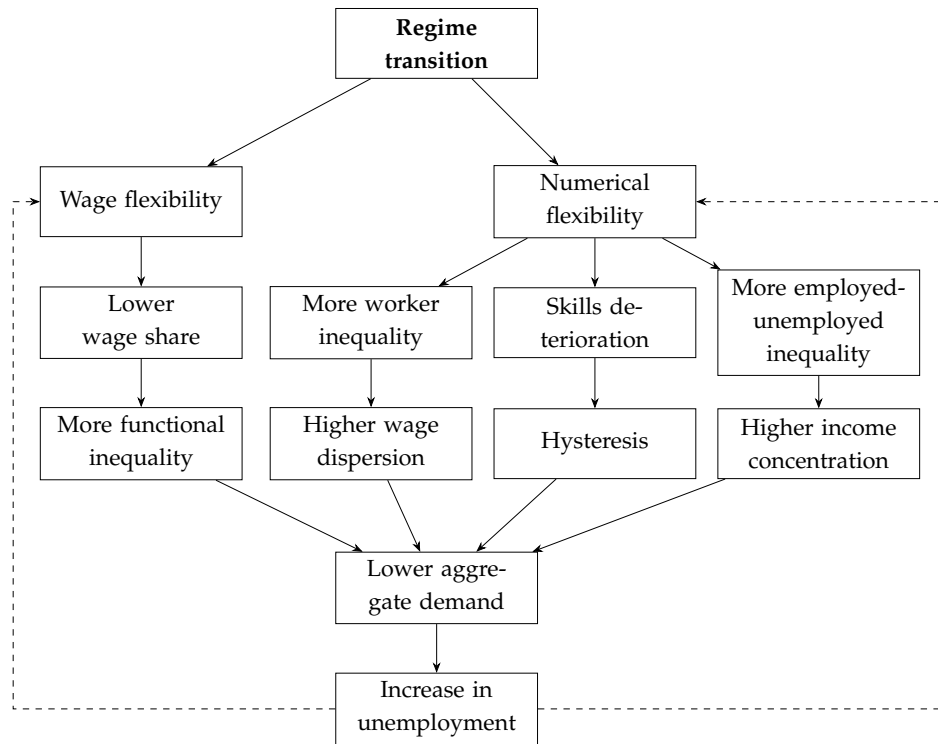 Regime
transition
Wage flexibility
Numerical
flexibility
Lower
wage share
More worker
inequality
Skills de-
terioration
More employed-
unemployed
inequality
More functional
inequality
Higher wage
dispersion
Hysteresis
Higher income
concentration
Lower aggre-
gate demand
Increase in
unemployment